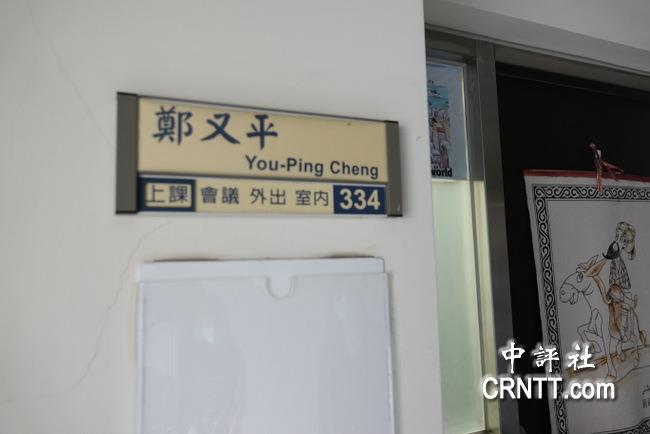 鄭又平
You-Ping Cheng
上課 會議 外出 室內 334
world
中評社
CRNTT.com